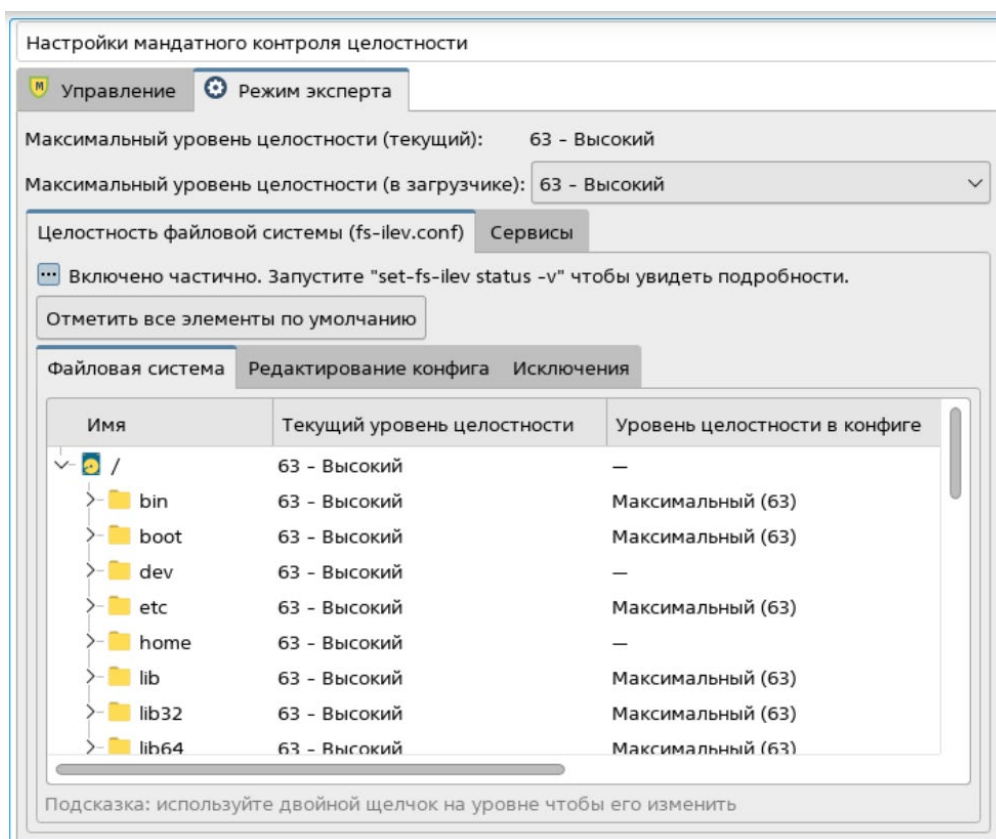 Настройки мандатного контроля целостности
M Управление Режим эксперта
Максимальный уровень целостности (текущий): 63 – Высокий
Максимальный уровень целостности (в загрузчике): 63 – Высокий
Целостность файловой системы (fs-ilev.conf) Сервисы
Включено частично. Запустите "set-fs-ilev status -v" чтобы увидеть подробности.
Отметить все элементы по умолчанию
Файловая система Редактирование конфига Исключения
Имя Текущий уровень целостности Уровень целостности в конфиге
/ 63 – Высокий —
bin 63 – Высокий Максимальный (63)
boot 63 – Высокий Максимальный (63)
dev 63 – Высокий —
etc 63 – Высокий Максимальный (63)
home 63 – Высокий —
lib 63 – Высокий Максимальный (63)
lib32 63 – Высокий Максимальный (63)
lib64 63 – Высокий Максимальный (63)
Подсказка: используйте двойной щелчок на уровне чтобы его изменить